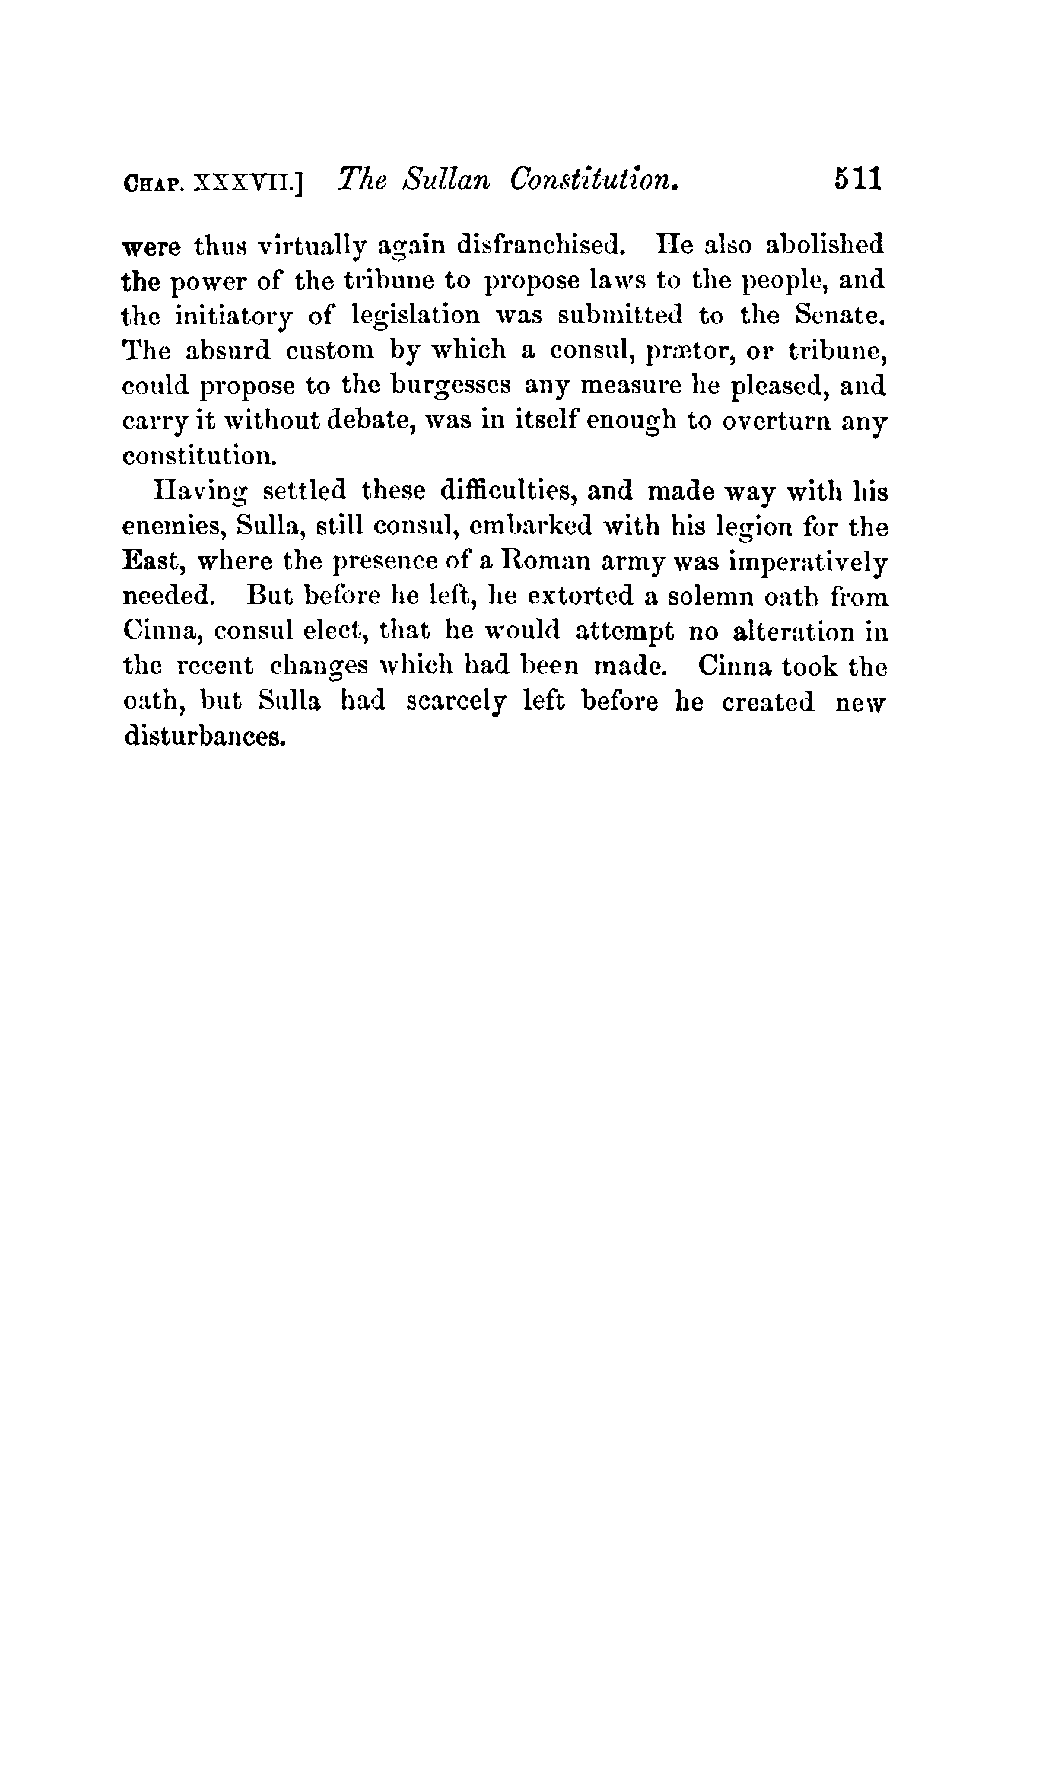 CHAP. XXXVII.] The Sullan Constitution. 511
were thus virtually again disfranchised. He also abolished
the power of the tribune to propose laws to the people, and
the initiatory of legislation was submitted to the Senate.
The absurd custom by which a consul, prætor, or tribune,
could propose to the burgesses any measure he pleased, and
carry it without debate, was in itself enough to overturn any
constitution.
Having settled these difficulties, and made way with his
enemies, Sulla, still consul, embarked with his legion for the
East, where the presence of a Roman army was imperatively
needed. But before he left, he extorted a solemn oath from
Cinna, consul elect, that he would attempt no alteration in
the recent changes which had been made. Cinna took the
oath, but Sulla had scarcely left before he created new
disturbances.